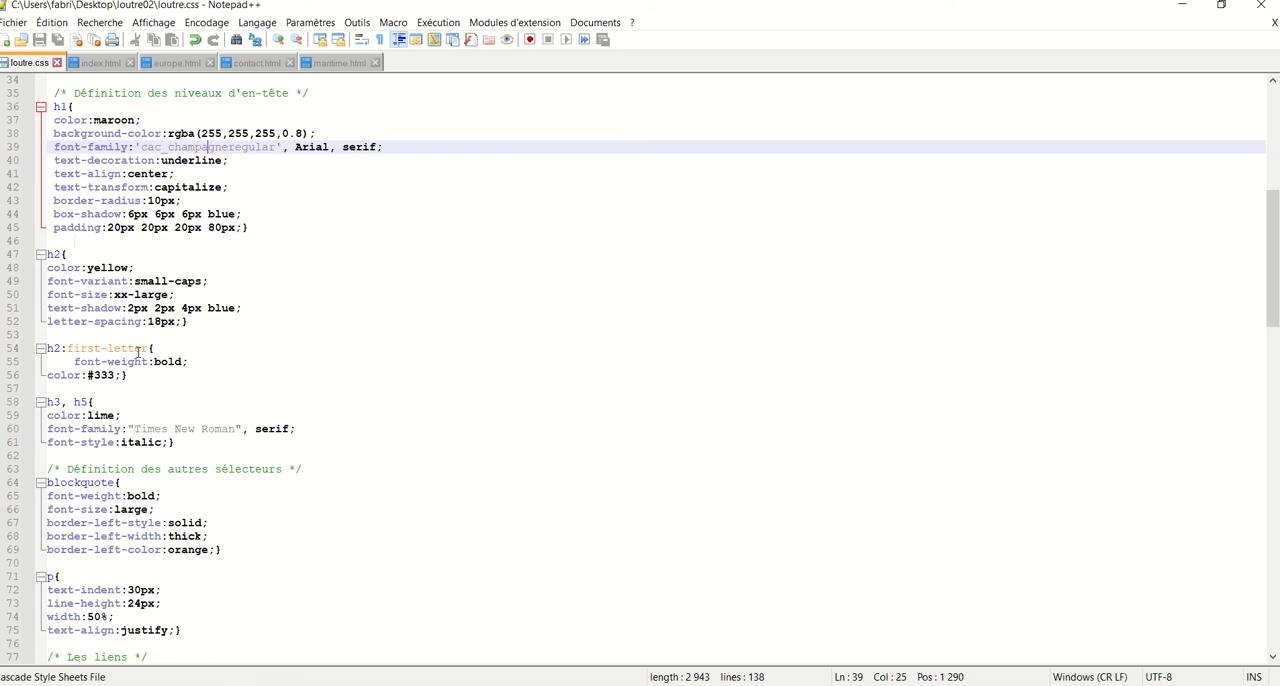 C:\Users\fabri\Desktop\loutre02\loutre.css - Notepad++
ichier Édition Recherche Affichage Encodage Langage Paramètres Outils Macro Exécution Modules d'extension Documents ? X
loutre.css index.html europe.html contact.html maritime.html
34
35 /* Définition des niveaux d'en-tête */
36 h1{
37 color:maroon;
38 background-color:rgba(255,255,255,0.8);
39 font-family:'cac_champagneregular', Arial, serif;
40 text-decoration:underline;
41 text-align:center;
42 text-transform:capitalize;
43 border-radius:10px;
44 box-shadow:6px 6px 6px blue;
45 padding:20px 20px 20px 80px;}
46
47 h2{
48 color:yellow;
49 font-variant:small-caps;
50 font-size:xx-large;
51 text-shadow:2px 2px 4px blue;
52 letter-spacing:18px;}
53
54 h2:first-letter{
55 font-weight:bold;
56 color:#333;}
57
58 h3, h5{
59 color:lime;
60 font-family:"Times New Roman", serif;
61 font-style:italic;}
62
63 /* Définition des autres sélecteurs */
64 blockquote{
65 font-weight:bold;
66 font-size:large;
67 border-left-style:solid;
68 border-left-width:thick;
69 border-left-color:orange;}
70
71 p{
72 text-indent:30px;
73 line-height:24px;
74 width:50%;
75 text-align:justify;}
76
77 /* Les liens */
ascade Style Sheets File length : 2 943 lines : 138 Ln : 39 Col : 25 Pos : 1 290 Windows (CR LF) UTF-8 INS